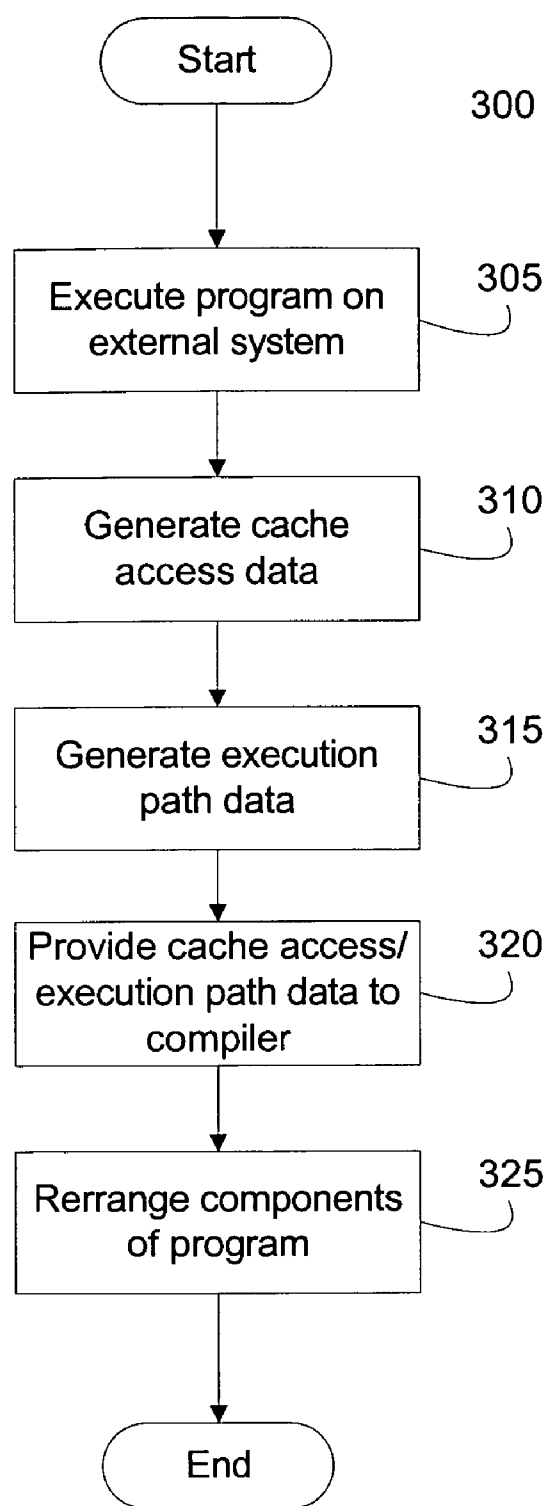 Start
300
Execute program on
external system
305
Generate cache
access data
310
Generate execution
path data
315
Provide cache access/
execution path data to
compiler
320
Rerrange components
of program
325
End